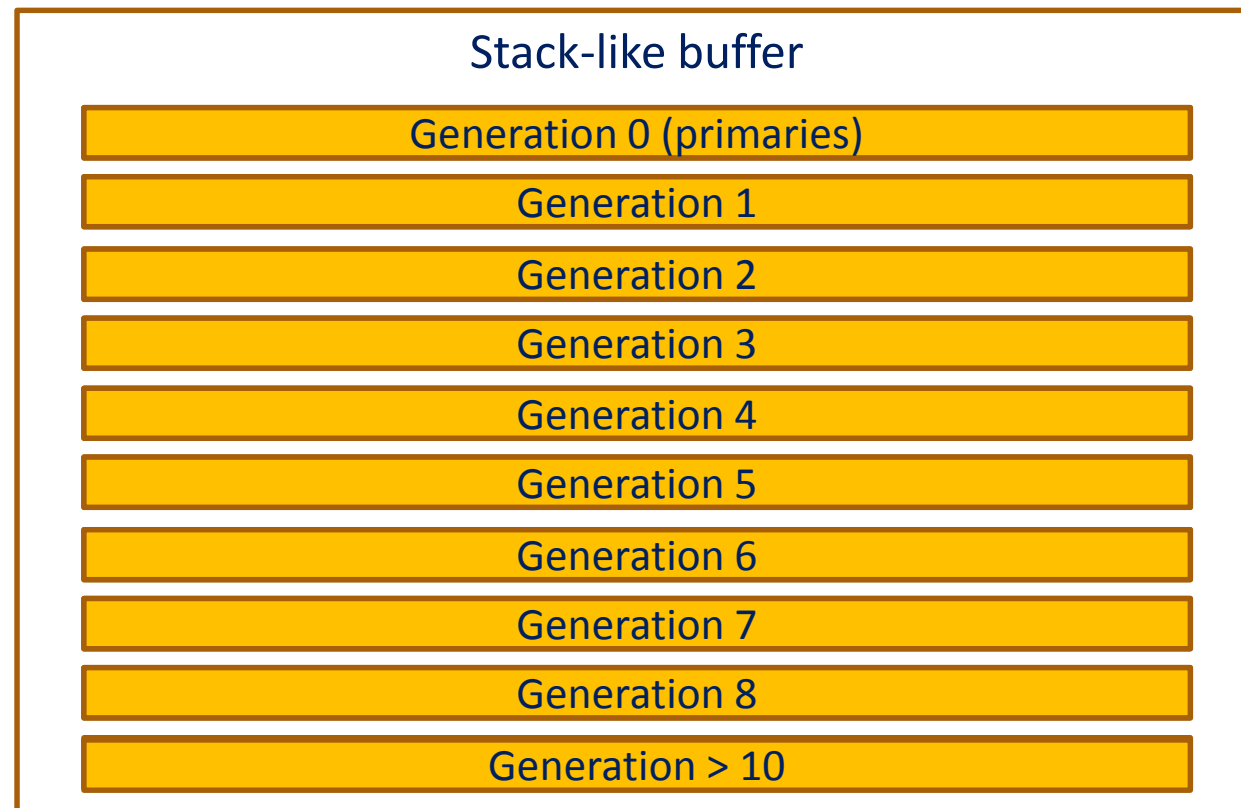 Stack-like buffer
Generation 0 (primaries)
Generation 1
Generation 2
Generation 3
Generation 4
Generation 5
Generation 6
Generation 7
Generation 8
Generation > 10